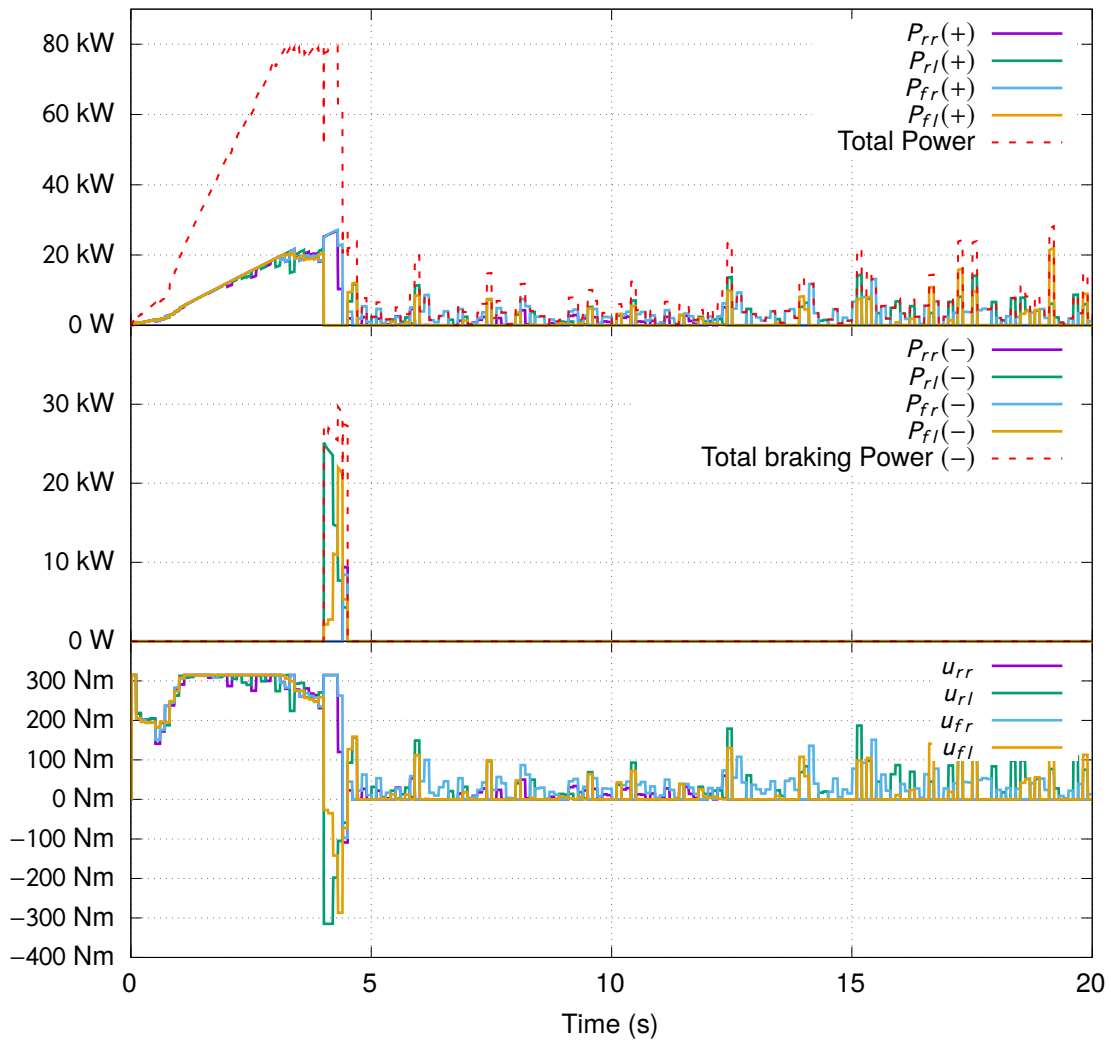 80 kW
60 kW
40 kW
20 kW
0 W
P_rr(+)
P_rl(+)
P_fr(+)
P_fl(+)
Total Power
30 kW
20 kW
10 kW
0 W
P_rr(−)
P_rl(−)
P_fr(−)
P_fl(−)
Total braking Power (−)
300 Nm
200 Nm
100 Nm
0 Nm
−100 Nm
−200 Nm
−300 Nm
−400 Nm
u_rr
u_rl
u_fr
u_fl
0 5 10 15 20
Time (s)